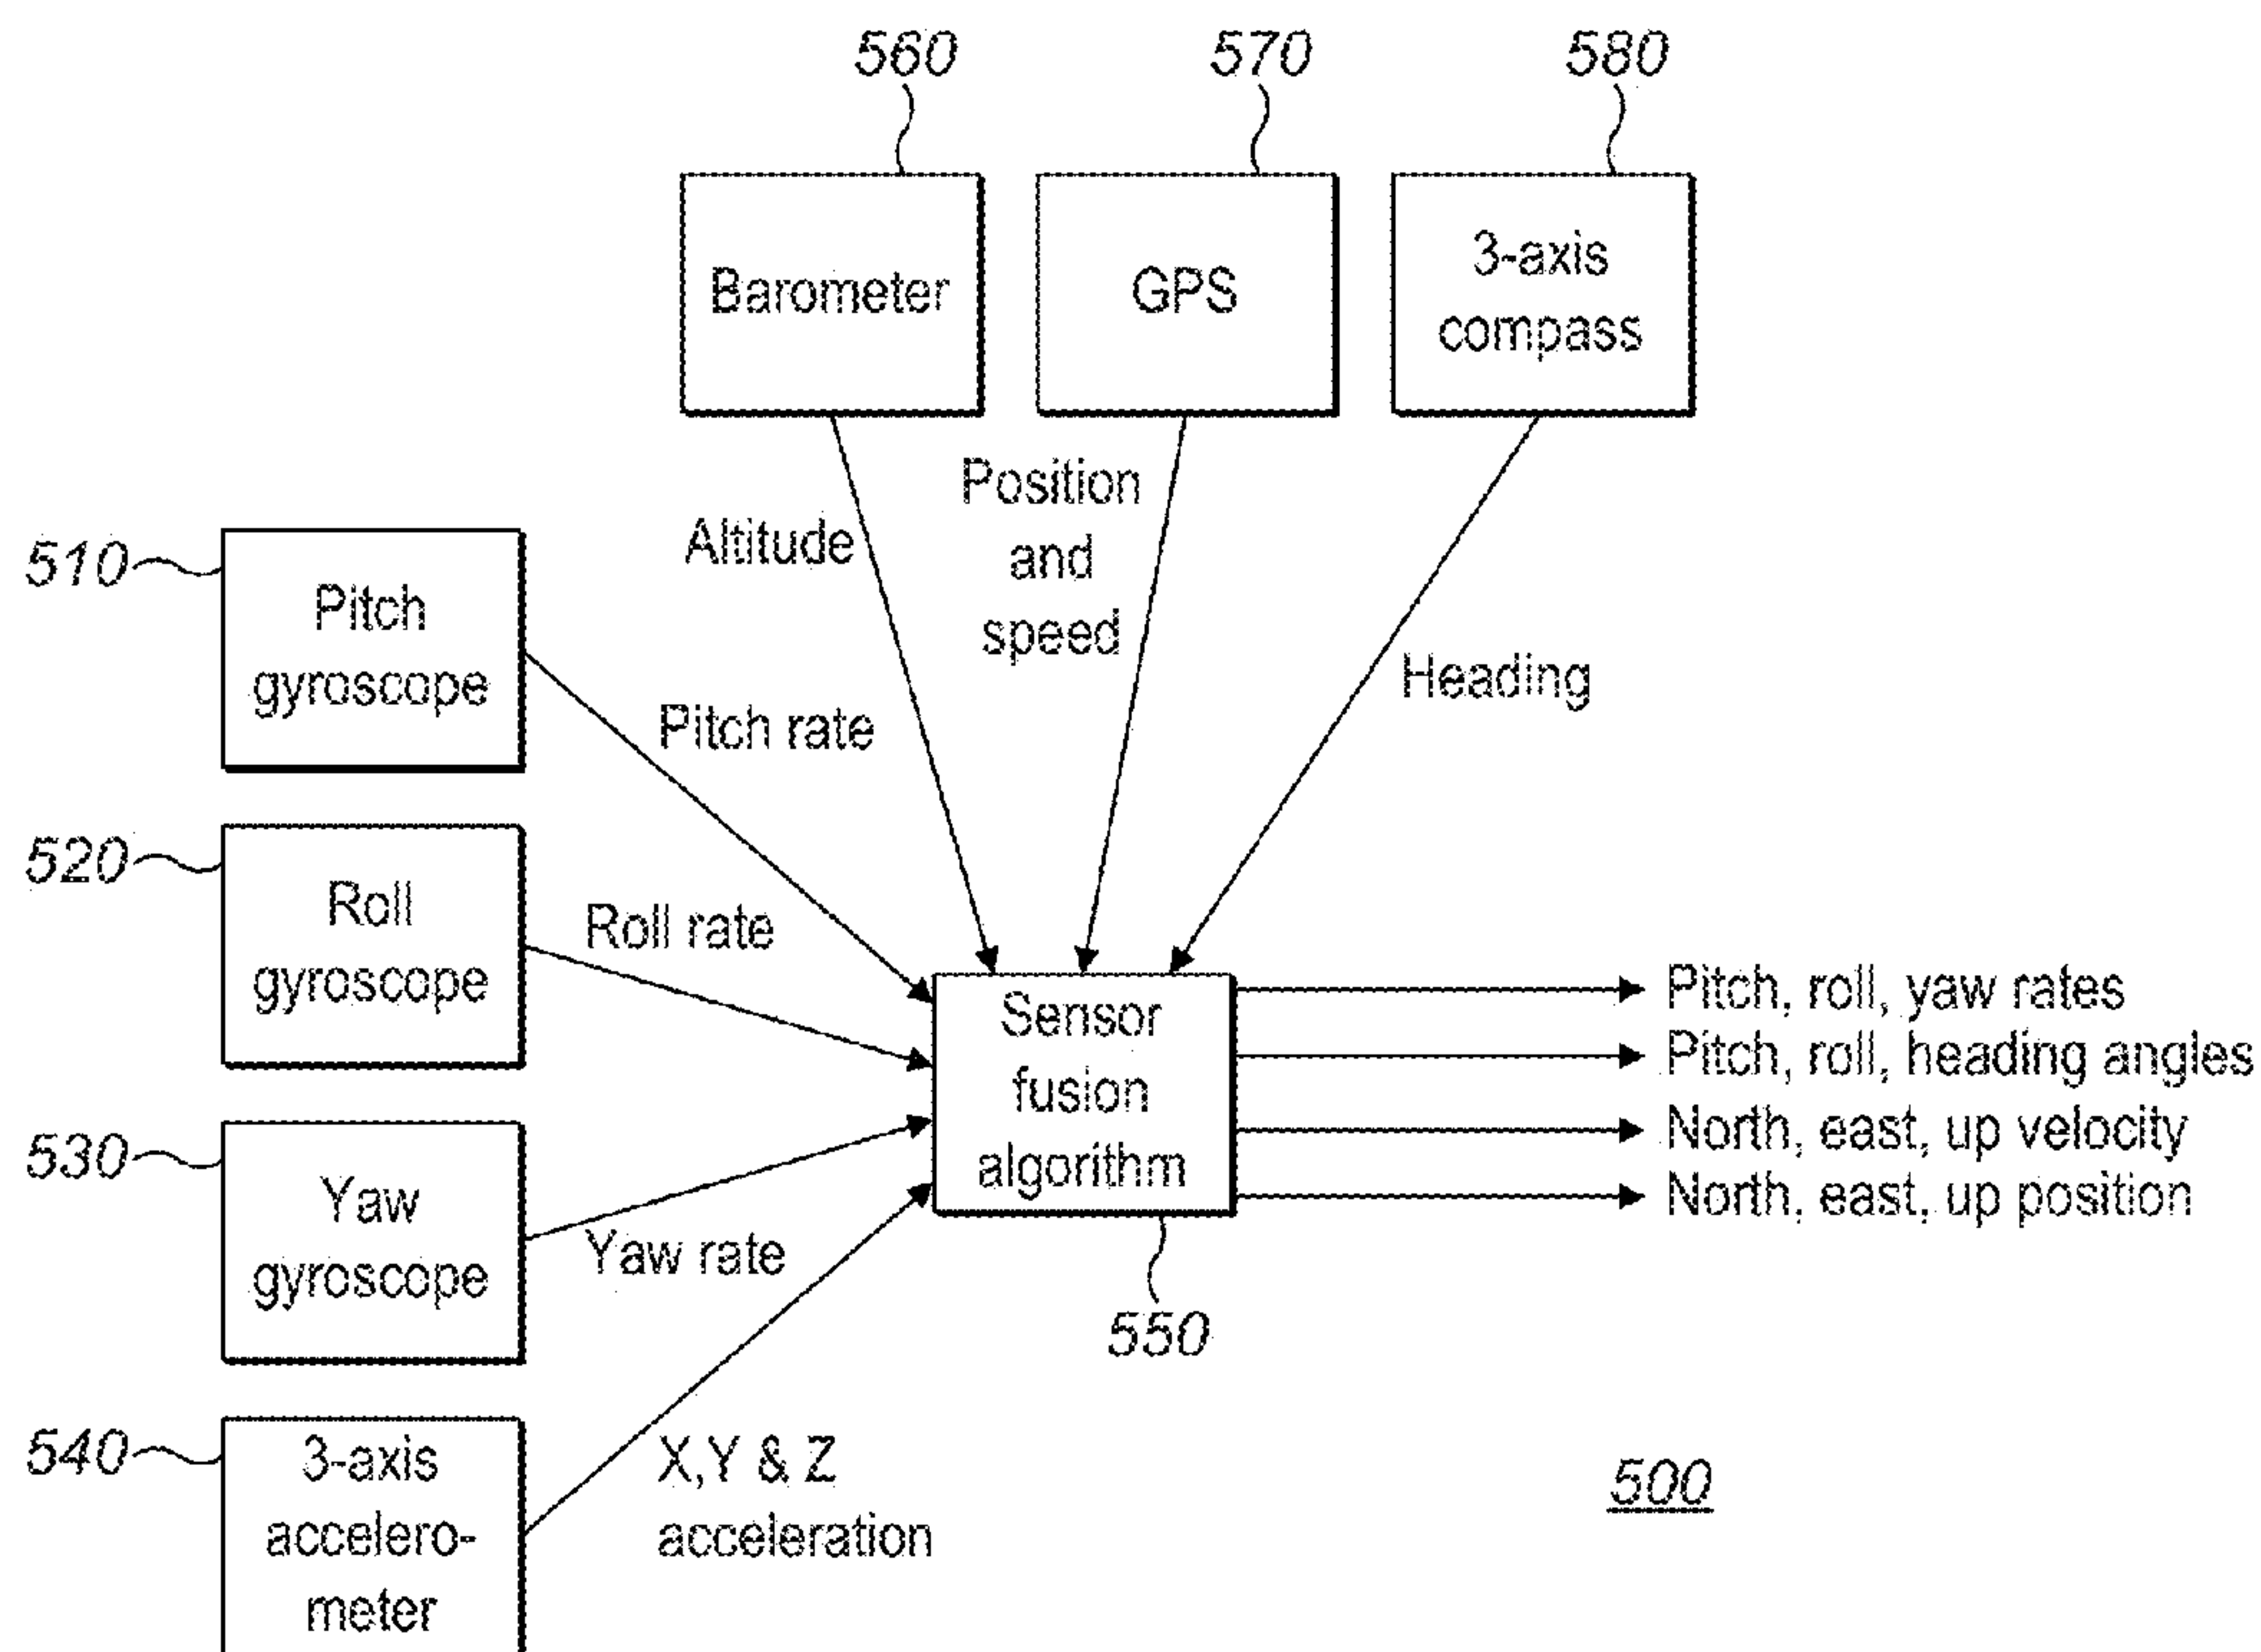 560
570
580
Barometer
GPS
3-axis
compass
Position
and
speed
Altitude
Heading
510
Pitch
gyroscope
Pitch rate
520
Roll
gyroscope
Roll rate
530
Yaw
gyroscope
Yaw rate
540
3-axis
accelero-
meter
X,Y & Z
acceleration
Sensor
fusion
algorithm
550
Pitch, roll, yaw rates
Pitch, roll, heading angles
North, east, up velocity
North, east, up position
500